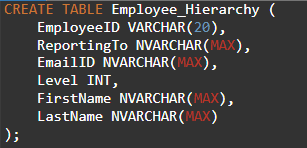 CREATE TABLE Employee_Hierarchy (
    EmployeeID VARCHAR(20),
    ReportingTo NVARCHAR(MAX),
    EmailID NVARCHAR(MAX),
    Level INT,
    FirstName NVARCHAR(MAX),
    LastName NVARCHAR(MAX)
);